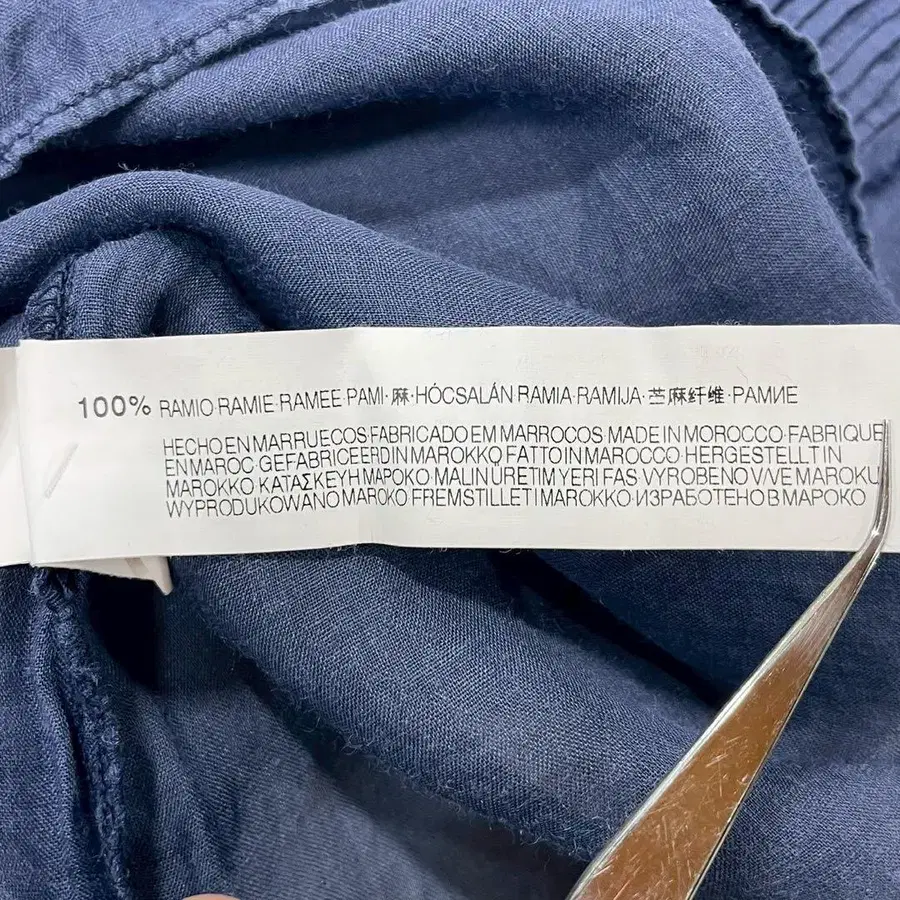 100% RAMIO·RAMIE·RAMEE·РАМІ·麻·HÓCSALÁN RAMIA·RAMIJA·苎麻纤维·РАМИЕ
HECHO EN MARRUECOS·FABRICADO EM MARROCOS·MADE IN MOROCCO·FABRIQUE
EN MAROC·GEFABRICEERD IN MAROKKO·FATTO IN MAROCCO·HERGESTELLT IN
MAROKKO·ΚΑΤΑΣΚΕΥΗ ΜΑΡΟΚΟ·MALIN ÜRETIM YERI FAS·VYROBENO V/VE MAROKU
WYPRODUKOWANO MAROKO·FREMSTILLET I MAROKKO·ИЗРАБОТЕНО В МАРОКО